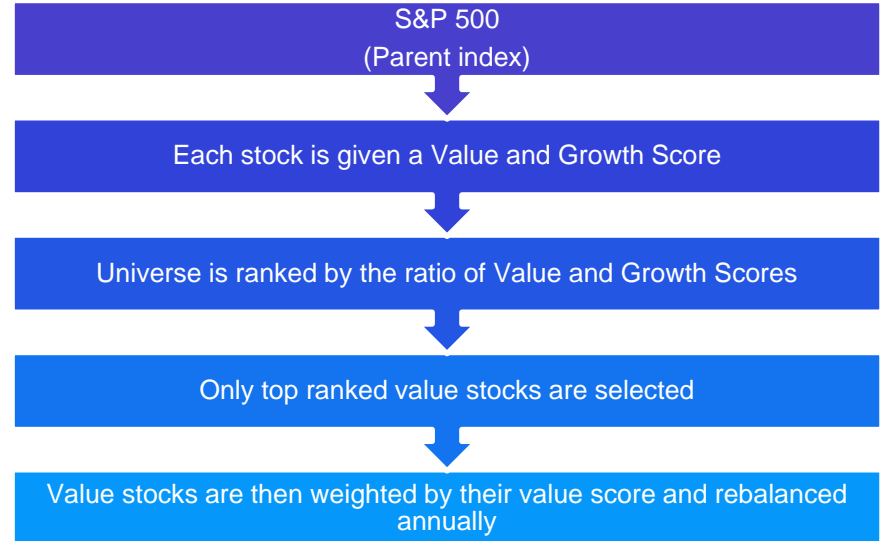 S&P 500
(Parent index)
Each stock is given a Value and Growth Score
Universe is ranked by the ratio of Value and Growth Scores
Only top ranked value stocks are selected
Value stocks are then weighted by their value score and rebalanced
annually